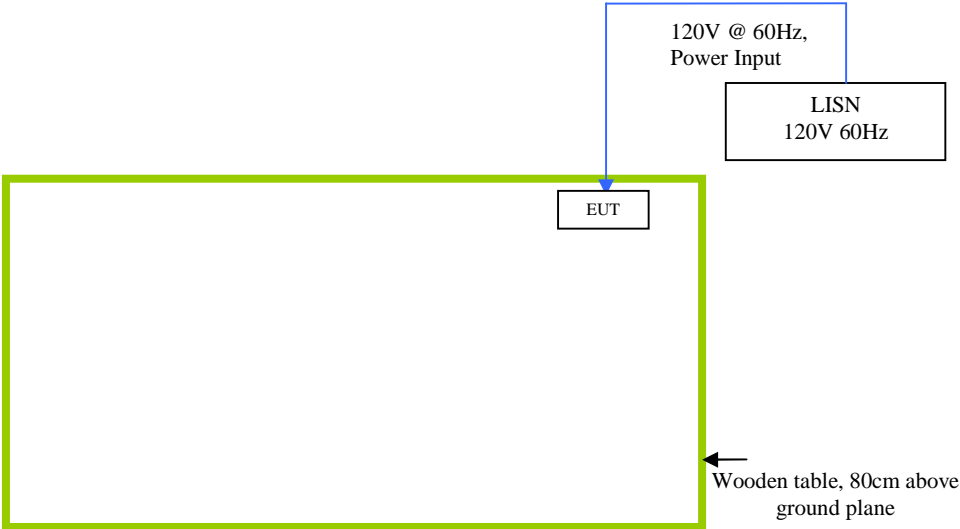 120V @ 60Hz,
Power Input
LISN
120V 60Hz
EUT
Wooden table, 80cm above
ground plane